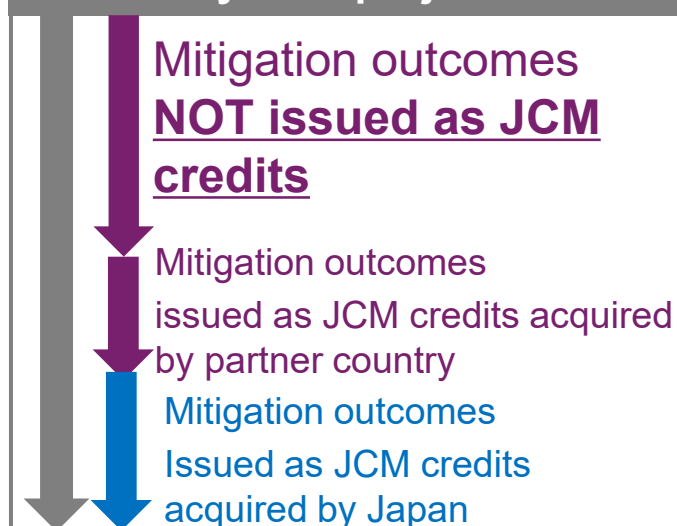 Mitigation outcomes
NOT issued as JCM
credits
Mitigation outcomes
issued as JCM credits acquired
by partner country
Mitigation outcomes
Issued as JCM credits
acquired by Japan